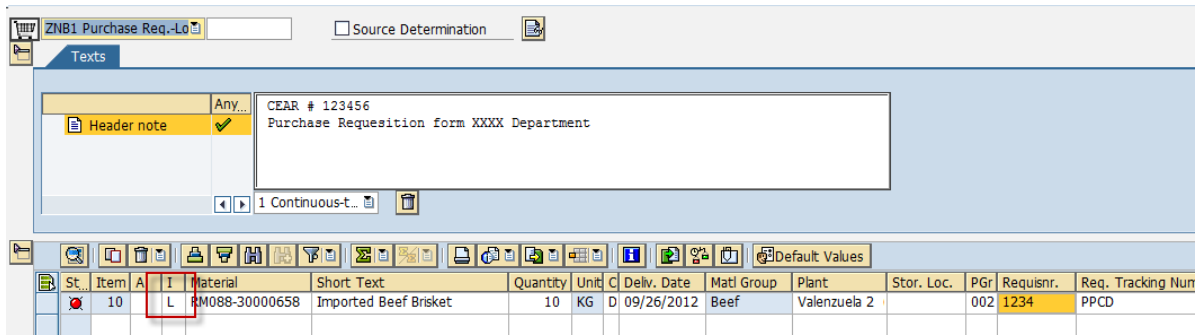 ZNB1 Purchase Req.-Lo
Source Determination
Texts
Any...
Header note
CEAR # 123456
Purchase Requesition form XXXX Department
1 Continuous-t...
Default Values
St... Item A I Material Short Text Quantity Unit C Deliv. Date Matl Group Plant Stor. Loc. PGr Requisnr. Req. Tracking Num
10 L RM088-30000658 Imported Beef Brisket 10 KG D 09/26/2012 Beef Valenzuela 2 002 1234 PPCD